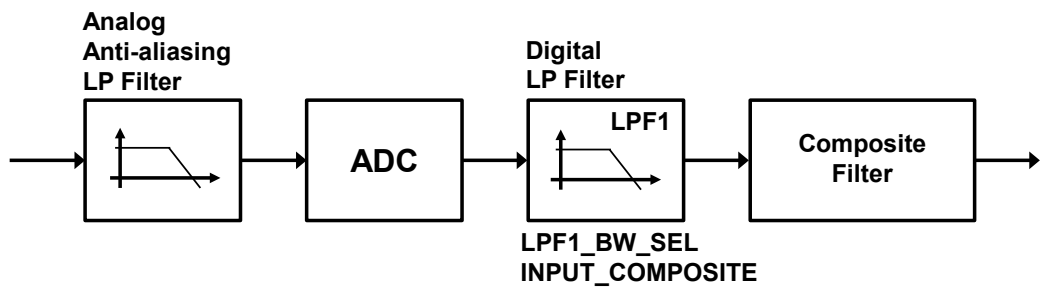 Analog
Anti-aliasing
LP Filter
ADC
Digital
LP Filter
LPF1
LPF1_BW_SEL
INPUT_COMPOSITE
Composite
Filter